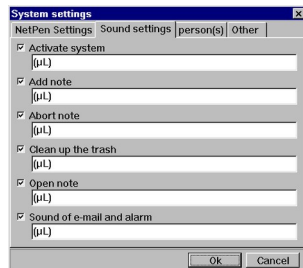 System settings
NetPen Settings Sound settings person(s) Other
Activate system
(µL)
Add note
(µL)
Abort note
(µL)
Clean up the trash
(µL)
Open note
(µL)
Sound of e-mail and alarm
(µL)
Ok Cancel